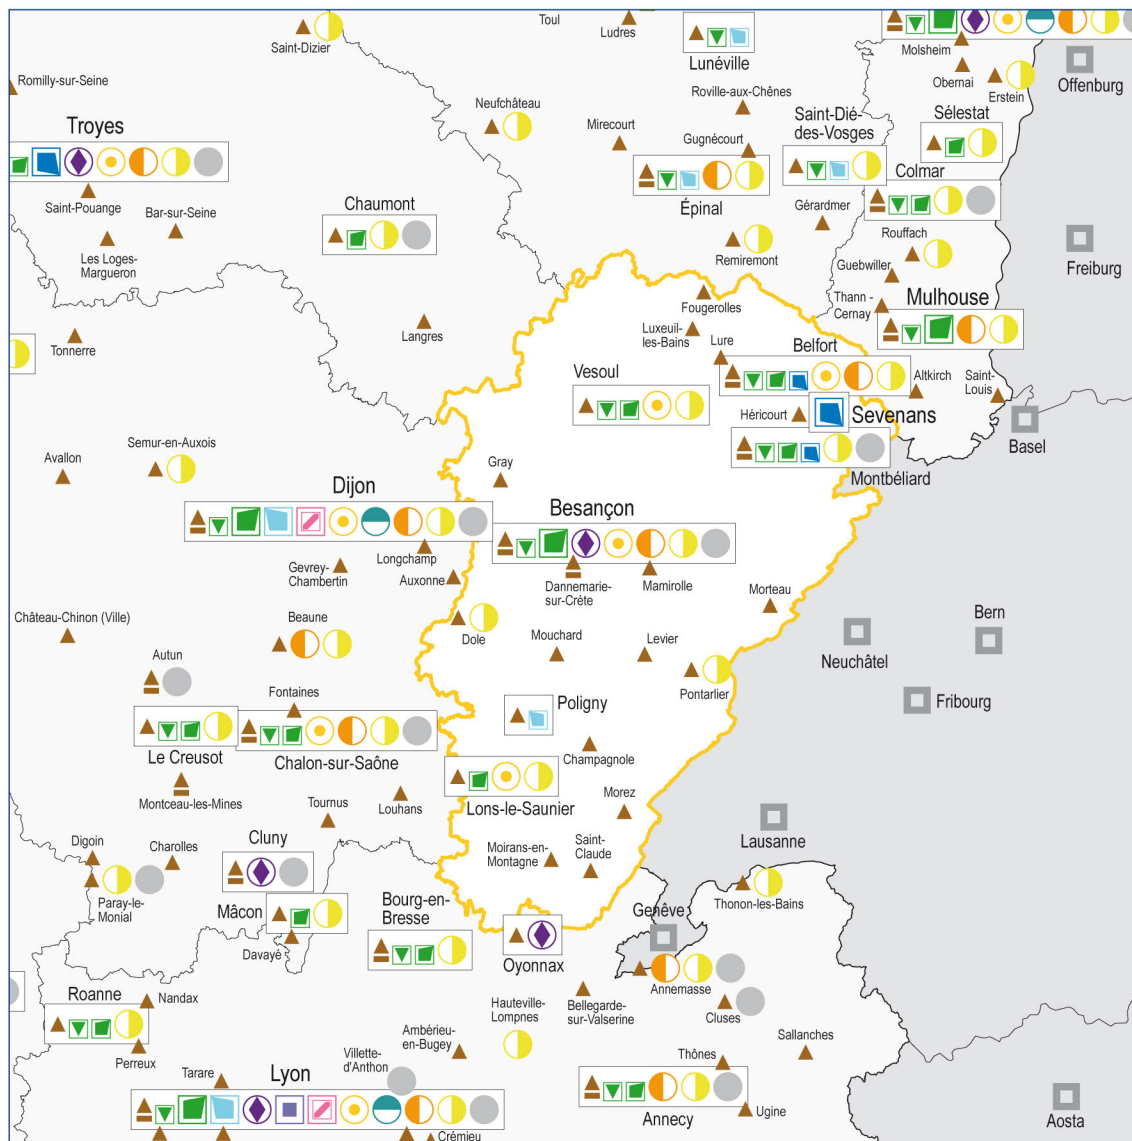 Toul
Ludres
Saint-Dizier
Molsheim
Lunéville
Obernai
Offenburg
Erstein
Romilly-sur-Seine
Neufchâteau
Roville-aux-Chênes
Saint-Dié-
des-Vosges
Sélestat
Troyes
Mirecourt
Gugnécourt
Colmar
Saint-Pouange
Bar-sur-Seine
Chaumont
Épinal
Gérardmer
Les Loges-
Margueron
Rouffach
Remiremont
Guebwiller
Freiburg
Thann -
Cernay
Mulhouse
Fougerolles
Tonnerre
Langres
Luxeuil-
les-Bains
Lure
Belfort
Vesoul
Altkirch
Saint-
Louis
Héricourt
Sevenans
Basel
Semur-en-Auxois
Avallon
Gray
Montbéliard
Dijon
Besançon
Longchamp
Gevrey-
Chambertin
Auxonne
Dannemarie-
sur-Crète
Mamirolle
Morteau
Château-Chinon (Ville)
Beaune
Dole
Mouchard
Levier
Bern
Neuchâtel
Autun
Fontaines
Pontarlier
Poligny
Fribourg
Le Creusot
Chalon-sur-Saône
Champagnole
Montceau-les-Mines
Tournus
Louhans
Lons-le-Saunier
Morez
Lausanne
Digoin
Charolles
Cluny
Moirans-en-
Montagne
Saint-
Claude
Paray-le-
Monial
Mâcon
Bourg-en-
Bresse
Thonon-les-Bains
Genêve
Davayé
Oyonnax
Annemasse
Roanne
Nandax
Hauteville-
Lompnes
Bellegarde-
sur-Valserine
Cluses
Perreux
Ambérieu-
en-Bugey
Sallanches
Villette-
d'Anthon
Thônes
Tarare
Lyon
Annecy
Ugine
Aosta
Crémieu